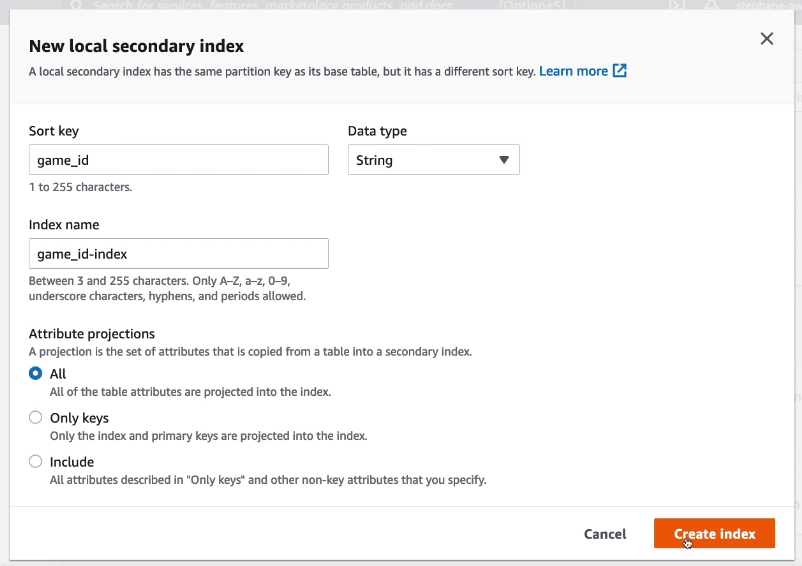 Search for services, features, marketplace products, and docs [Option+S] stephane-aw
New local secondary index
A local secondary index has the same partition key as its base table, but it has a different sort key. Learn more
Sort key Data type
game_id String
1 to 255 characters.
Index name
game_id-index
Between 3 and 255 characters. Only A–Z, a–z, 0–9,
underscore characters, hyphens, and periods allowed.
Attribute projections
A projection is the set of attributes that is copied from a table into a secondary index.
All
All of the table attributes are projected into the index.
Only keys
Only the index and primary keys are projected into the index.
Include
All attributes described in "Only keys" and other non-key attributes that you specify.
Cancel Create index